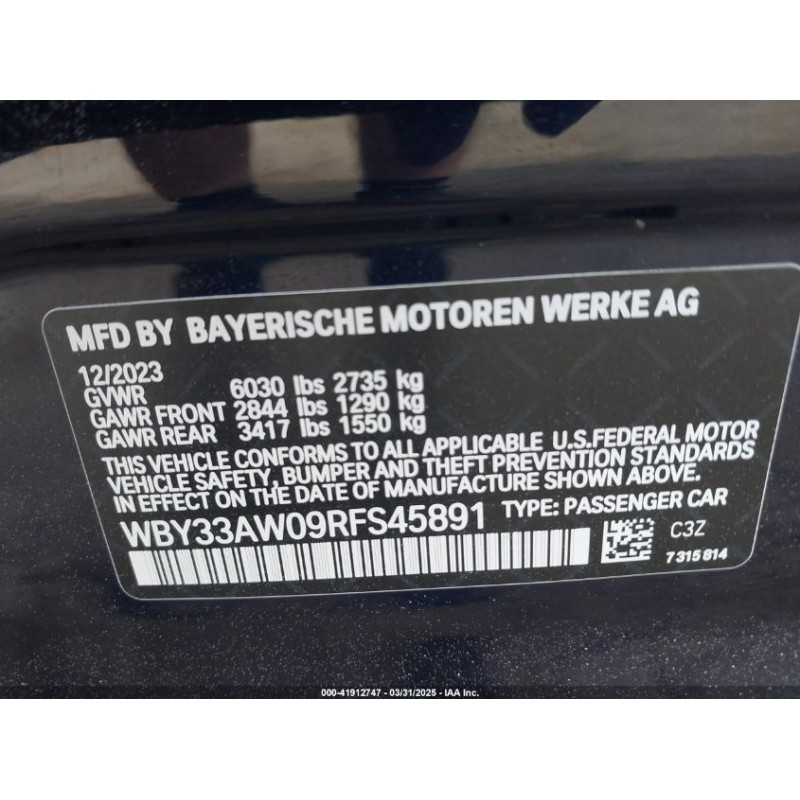 MFD BY BAYERISCHE MOTOREN WERKE AG
12/2023
GVWR 6030 lbs 2735 kg
GAWR FRONT 2844 lbs 1290 kg
GAWR REAR 3417 lbs 1550 kg
THIS VEHICLE CONFORMS TO ALL APPLICABLE U.S.FEDERAL MOTOR
VEHICLE SAFETY, BUMPER AND THEFT PREVENTION STANDARDS
IN EFFECT ON THE DATE OF MANUFACTURE SHOWN ABOVE.
WBY33AW09RFS45891 TYPE: PASSENGER CAR
C3Z
7315814
000-41912747 - 03/31/2025 - IAA Inc.